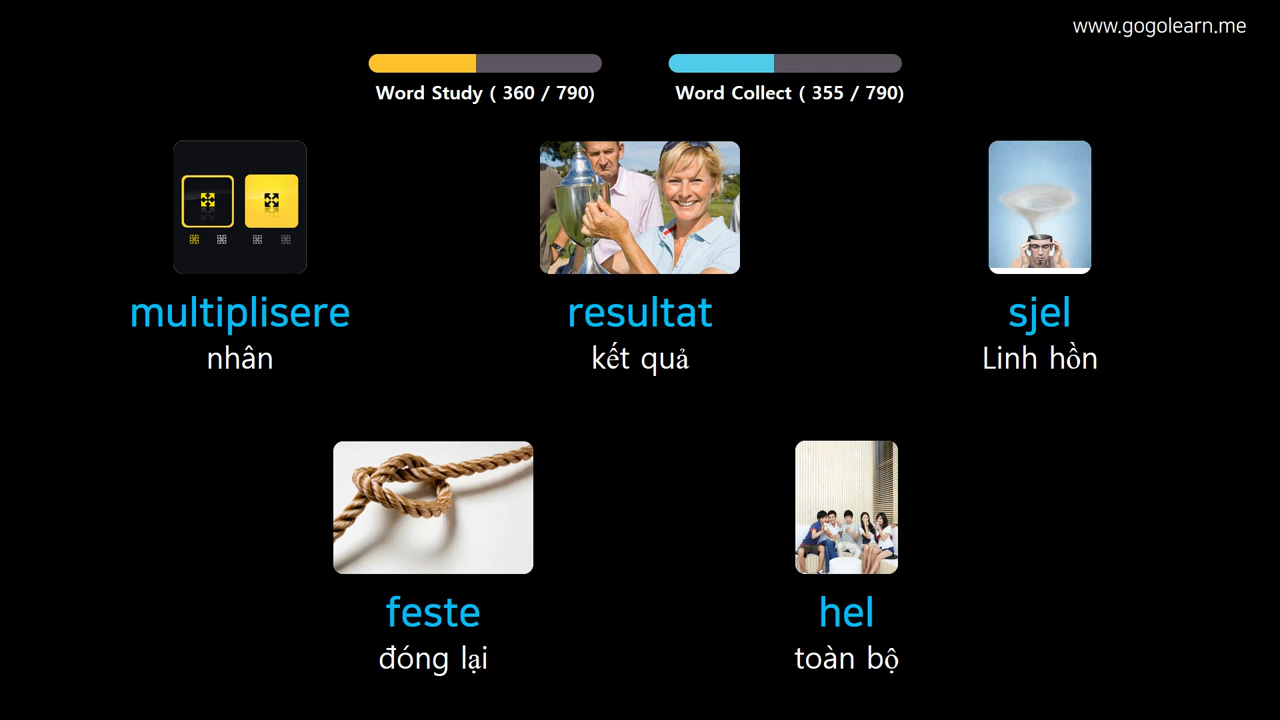 www.gogolearn.me
Word Study ( 360 / 790)
Word Collect ( 355 / 790)
multiplisere
nhân
resultat
kết quả
sjel
Linh hồn
feste
đóng lại
hel
toàn bộ